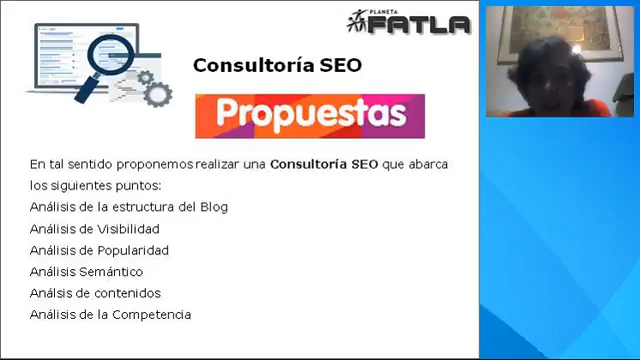 PLANETA
FATLA
Consultoría SEO
Propuestas
En tal sentido proponemos realizar una Consultoría SEO que abarca
los siguientes puntos:
Análisis de la estructura del Blog
Análisis de Visibilidad
Análisis de Popularidad
Análisis Semántico
Análsis de contenidos
Análisis de la Competencia